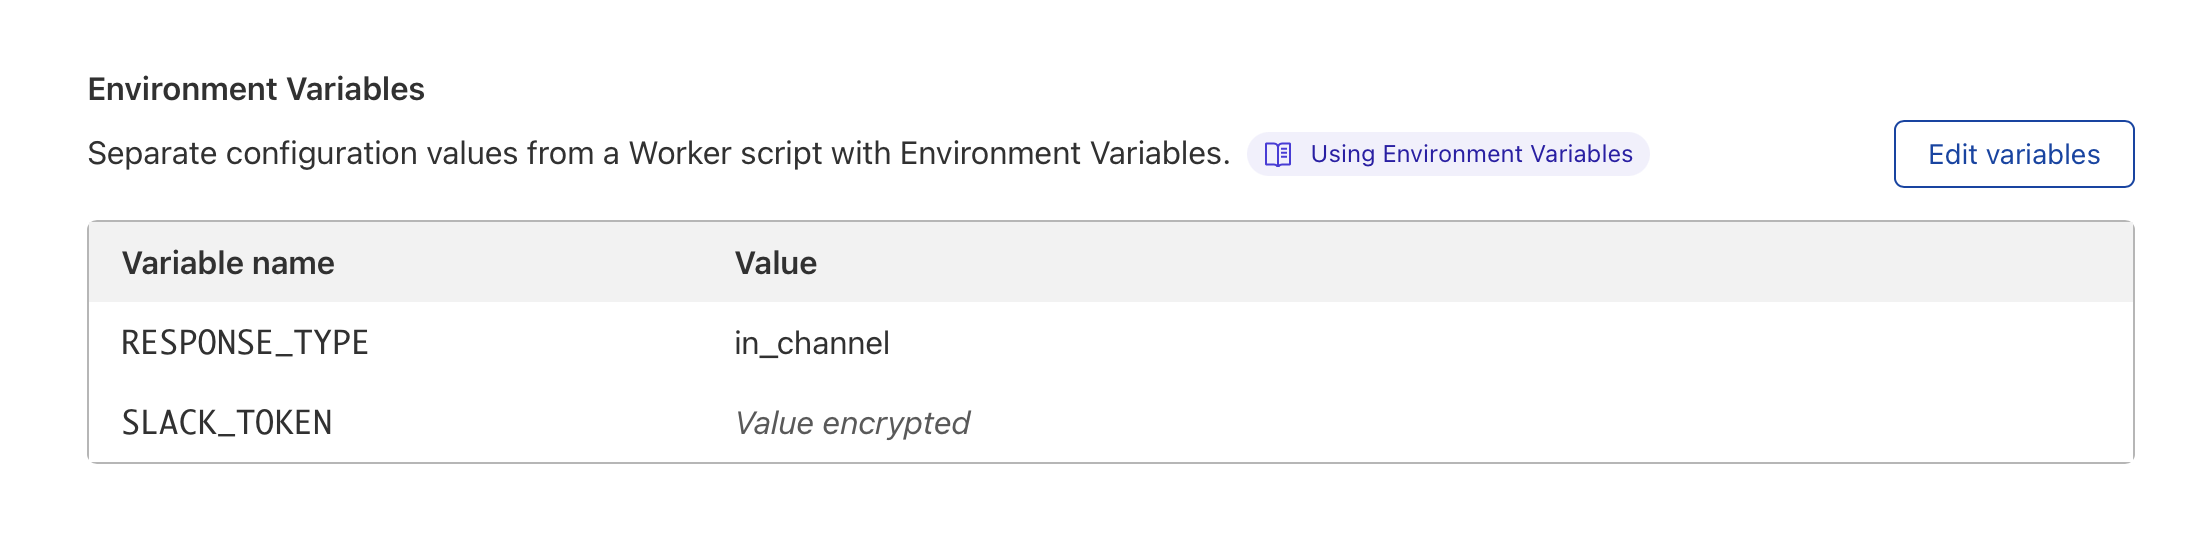 Environment Variables
Separate configuration values from a Worker script with Environment Variables. Using Environment Variables Edit variables
Variable name Value
RESPONSE_TYPE in_channel
SLACK_TOKEN Value encrypted